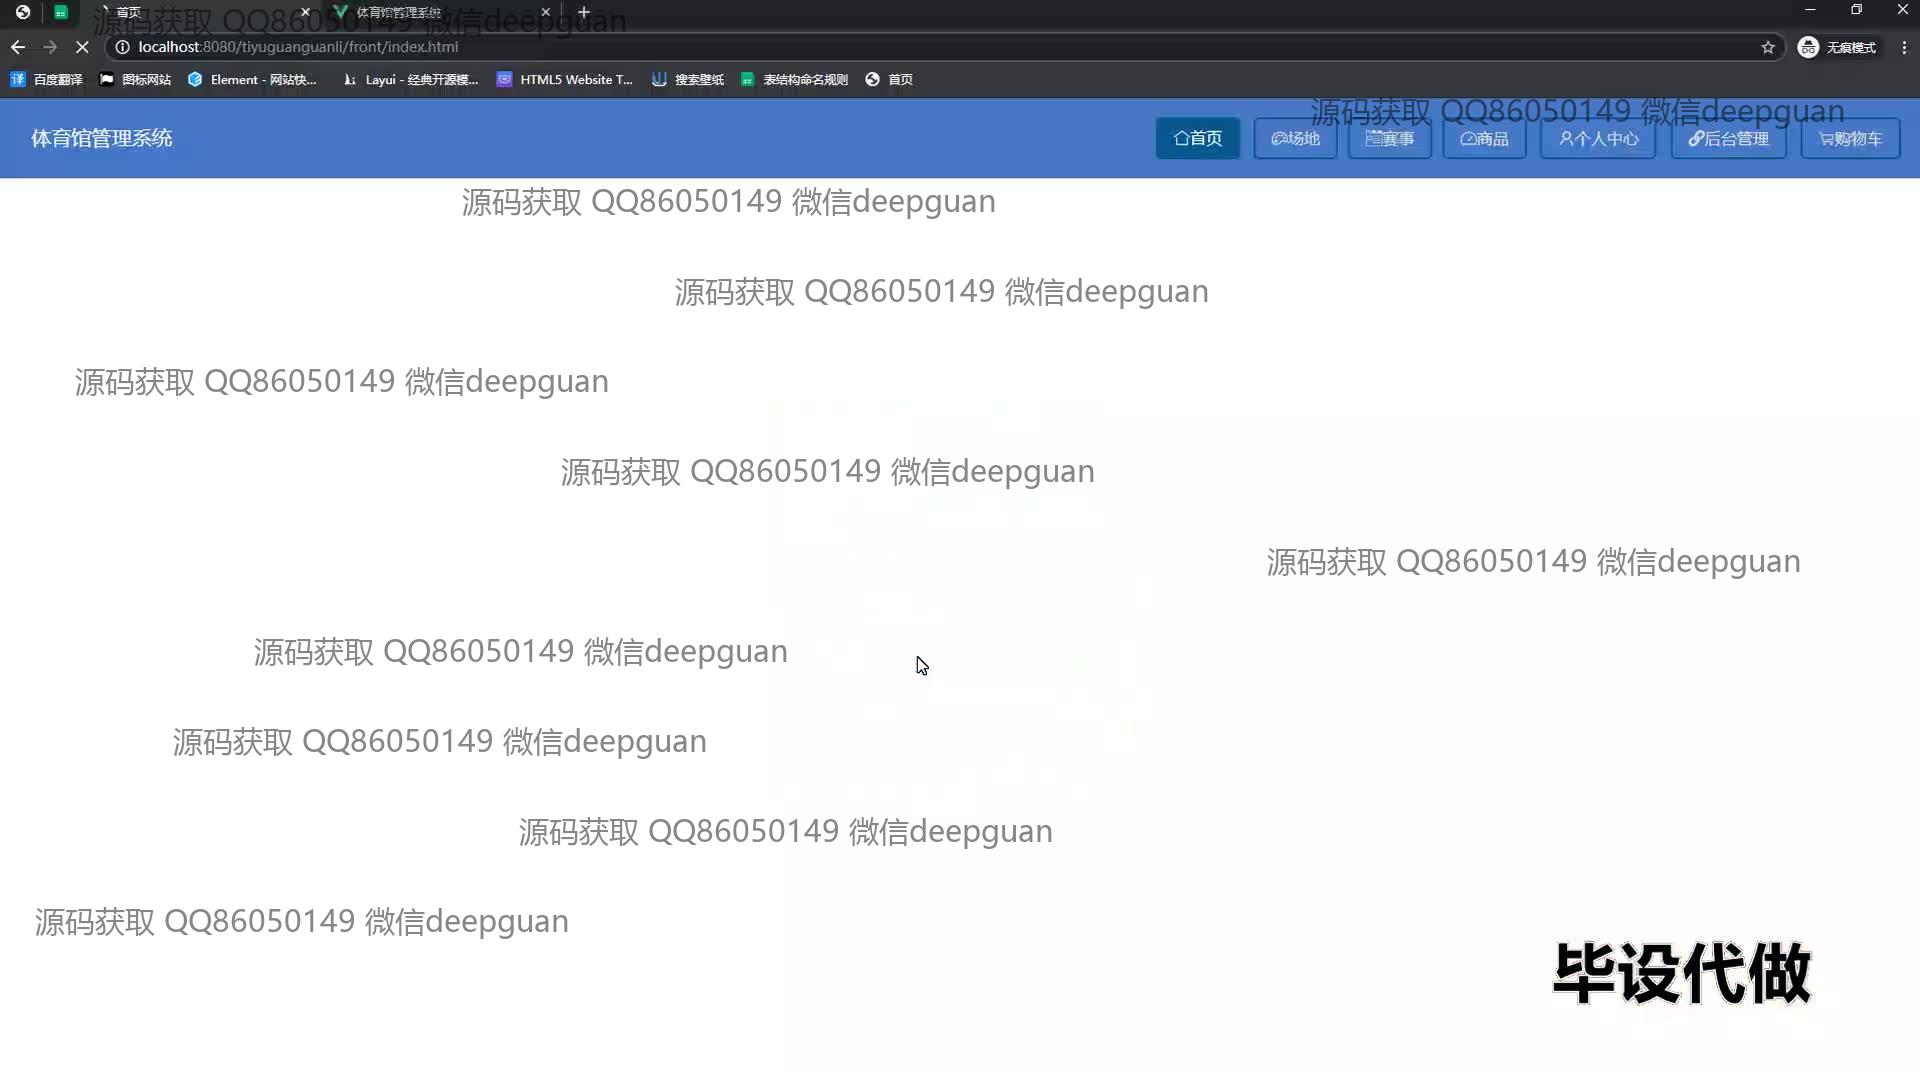 首页
体育馆管理系统
源码获取 QQ86050149 微信deepguan
localhost:8080/tiyuguanguanli/front/index.html
无痕模式
百度翻译
图标网站
Element - 网站快...
Layui - 经典开源模...
HTML5 Website T...
搜索壁纸
表结构命名规则
首页
源码获取 QQ86050149 微信deepguan
体育馆管理系统
首页
场地
赛事
商品
个人中心
后台管理
购物车
源码获取 QQ86050149 微信deepguan
源码获取 QQ86050149 微信deepguan
源码获取 QQ86050149 微信deepguan
源码获取 QQ86050149 微信deepguan
源码获取 QQ86050149 微信deepguan
源码获取 QQ86050149 微信deepguan
源码获取 QQ86050149 微信deepguan
源码获取 QQ86050149 微信deepguan
源码获取 QQ86050149 微信deepguan
毕设代做